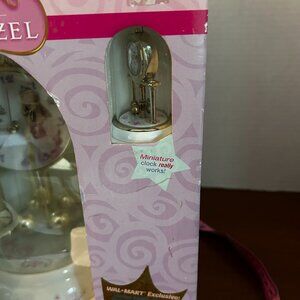 ZEL
Miniature
clock really
works!
WAL★MART Exclusive!